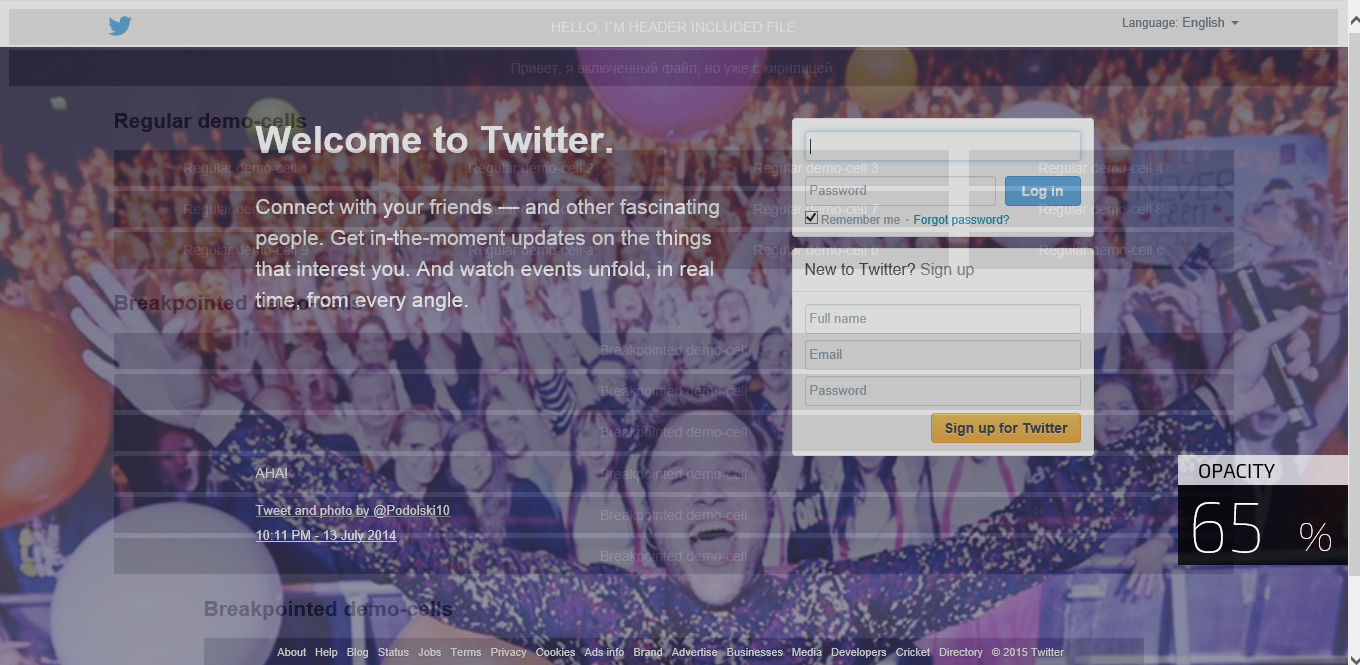 HELLO, I`M HEADER INCLUDED FILE
Language: English
Привет, я включенный файл, но уже с кирилицей.
Regular demo-cells
Welcome to Twitter.
Regular demo-cell 1
Regular demo-cell 2
Regular demo-cell 3
Regular demo-cell 4
Password
Log in
Connect with your friends — and other fascinating
people. Get in-the-moment updates on the things
that interest you. And watch events unfold, in real
time, from every angle.
Regular demo-cell 7
Regular demo-cell 8
Remember me · Forgot password?
Regular demo-cell 9
Regular demo-cell a
Regular demo-cell b
Regular demo-cell c
New to Twitter? Sign up
Breakpointed demo-cells
Full name
Breakpointed demo-cell
Email
Breakpointed demo-cell
Password
Breakpointed demo-cell
Sign up for Twitter
AHA!
Breakpointed demo-cell
OPACITY
65 %
Tweet and photo by @Podolski10
Breakpointed demo-cell
10:11 PM - 13 July 2014
Breakpointed demo-cell
Breakpointed demo-cells
About Help Blog Status Jobs Terms Privacy Cookies Ads info Brand Advertise Businesses Media Developers Cricket Directory © 2015 Twitter